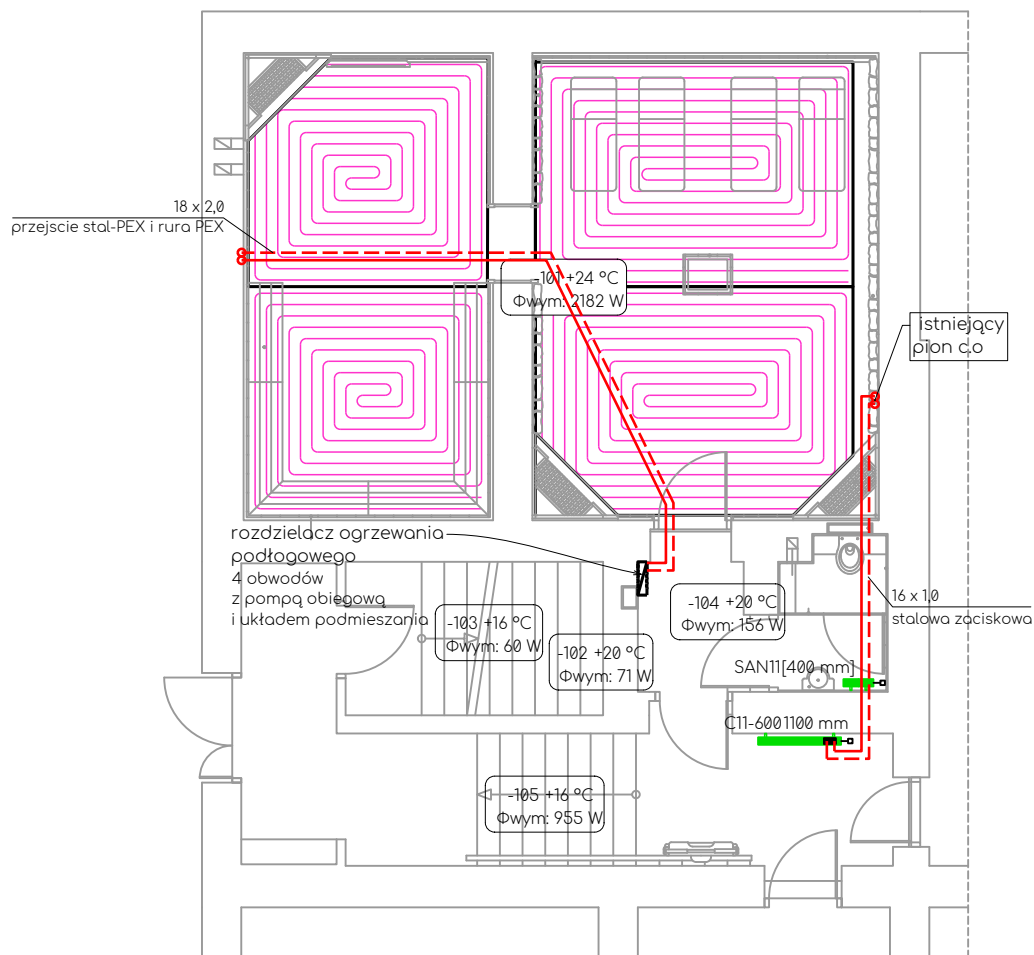 18 x 2,0
przejscie stal-PEX i rura PEX
-101 +24 °C
Φwym: 2182 W
istniejący
pion c.o
rozdzielacz ogrzewania
podłogowego
4 obwodów
z pompą obiegową
i układem podmieszania
-103 +16 °C
Φwym: 60 W
-102 +20 °C
Φwym: 71 W
-104 +20 °C
Φwym: 156 W
16 x 1,0
stalowa zaciskowa
SAN11[400 mm]
C11-6001100 mm
-105 +16 °C
Φwym: 955 W